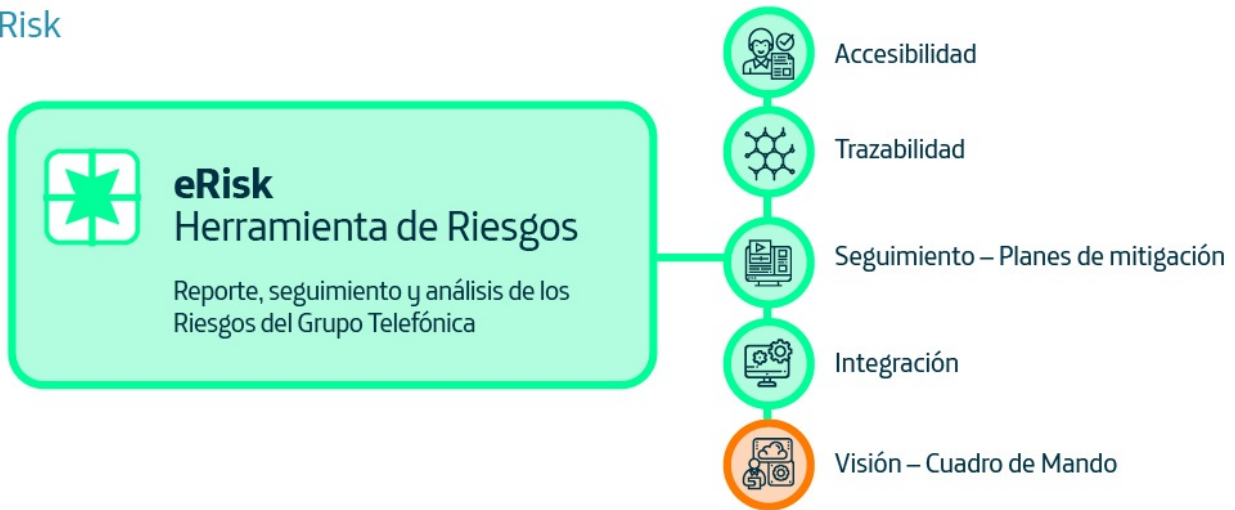 Risk
eRisk
Herramienta de Riesgos
Reporte, seguimiento y análisis de los
Riesgos del Grupo Telefónica
Accesibilidad
Trazabilidad
Seguimiento – Planes de mitigación
Integración
Visión – Cuadro de Mando